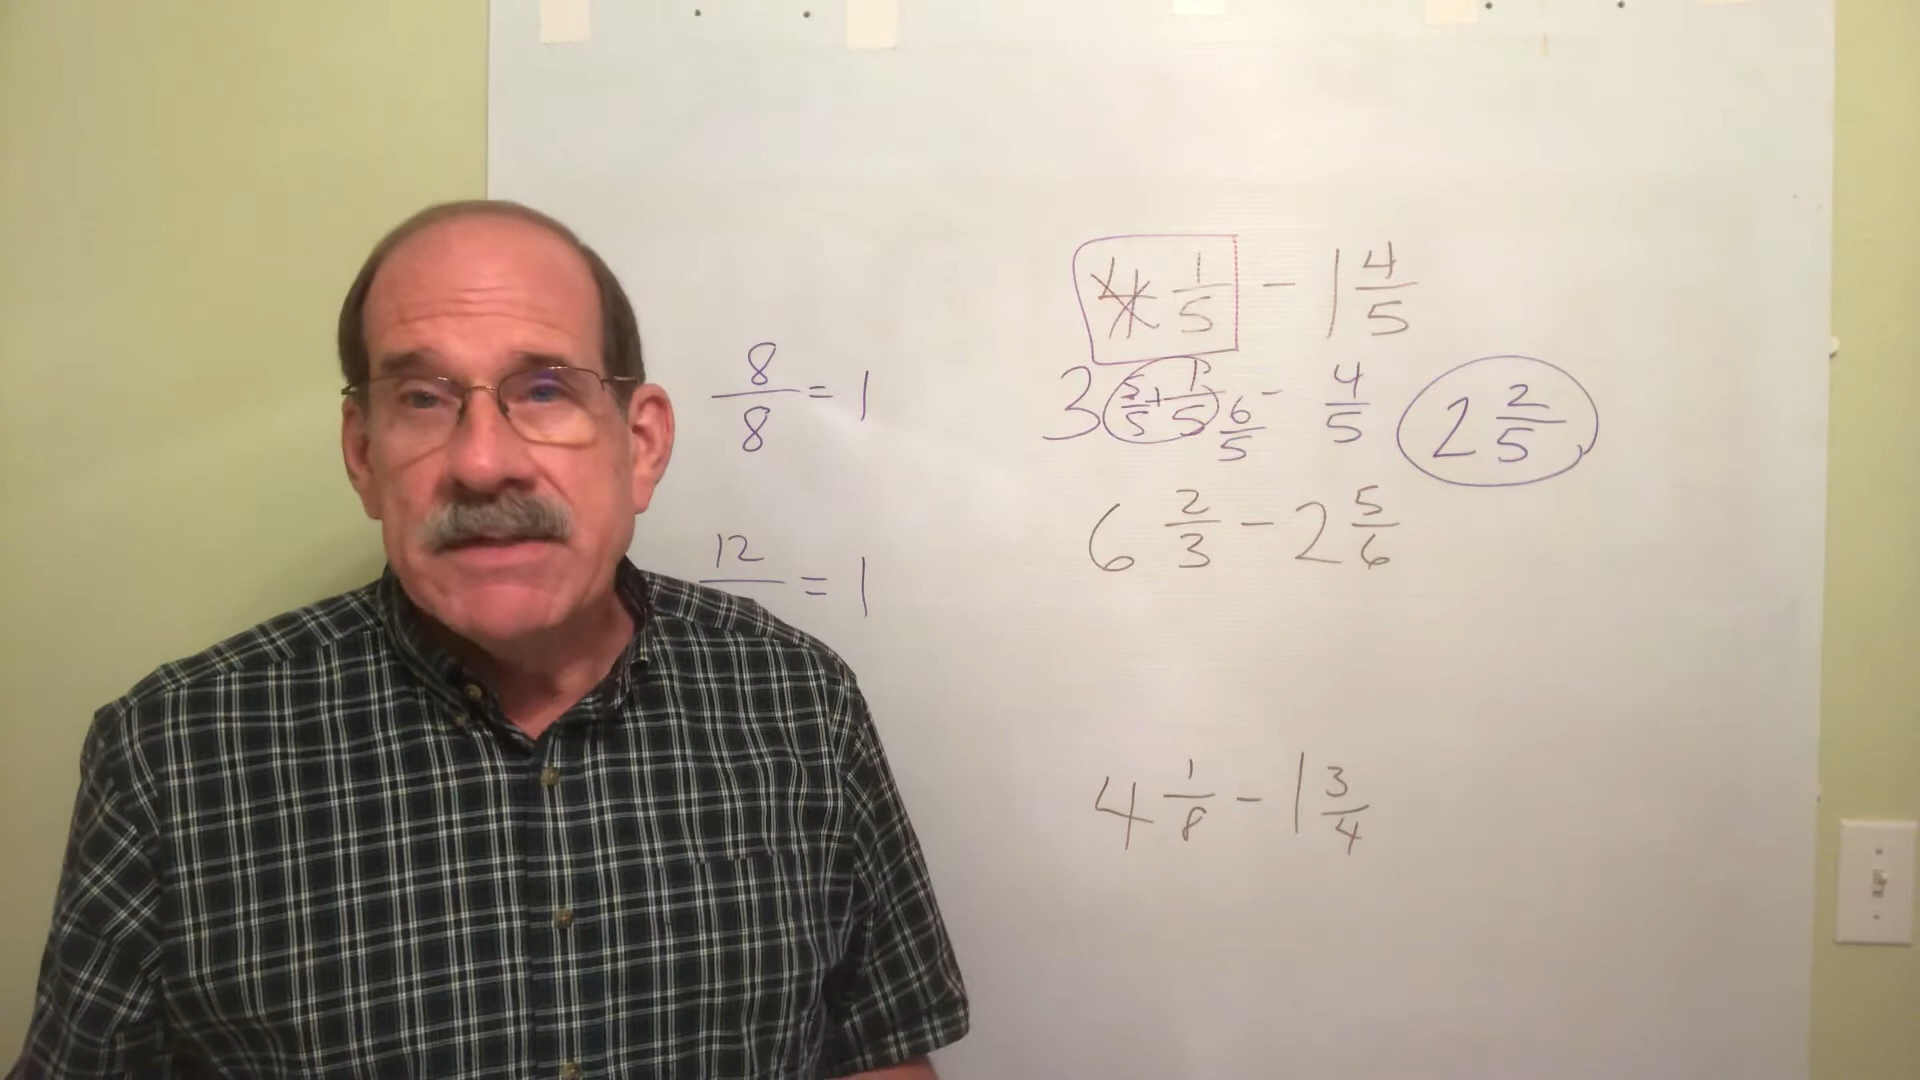 8/8 = 1
12/ = 1
4 1/5 - 1 4/5
3 5/5 + 1/5 6/5 - 4/5 2 2/5
6 2/3 - 2 5/6
4 1/8 - 1 3/4